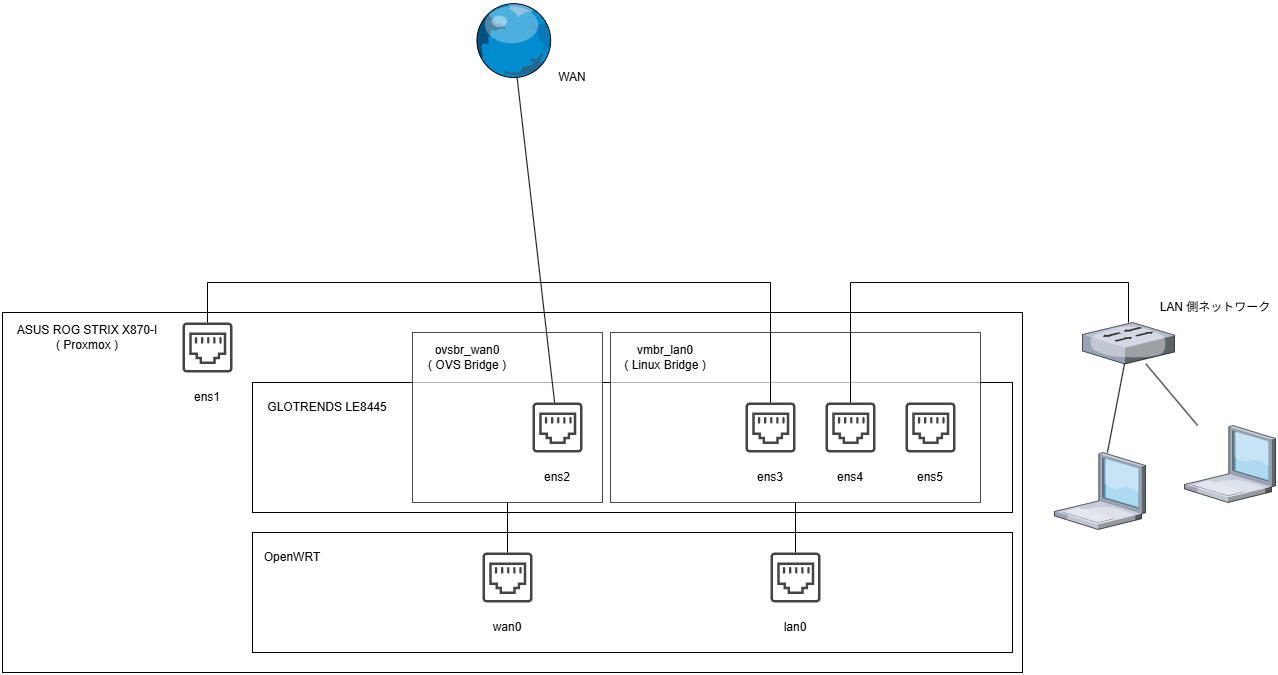 WAN
LAN 側ネットワーク
ASUS ROG STRIX X870-I
( Proxmox )
ens1
ovsbr_wan0
( OVS Bridge )
vmbr_lan0
( Linux Bridge )
GLOTRENDS LE8445
ens2
ens3
ens4
ens5
OpenWRT
wan0
lan0